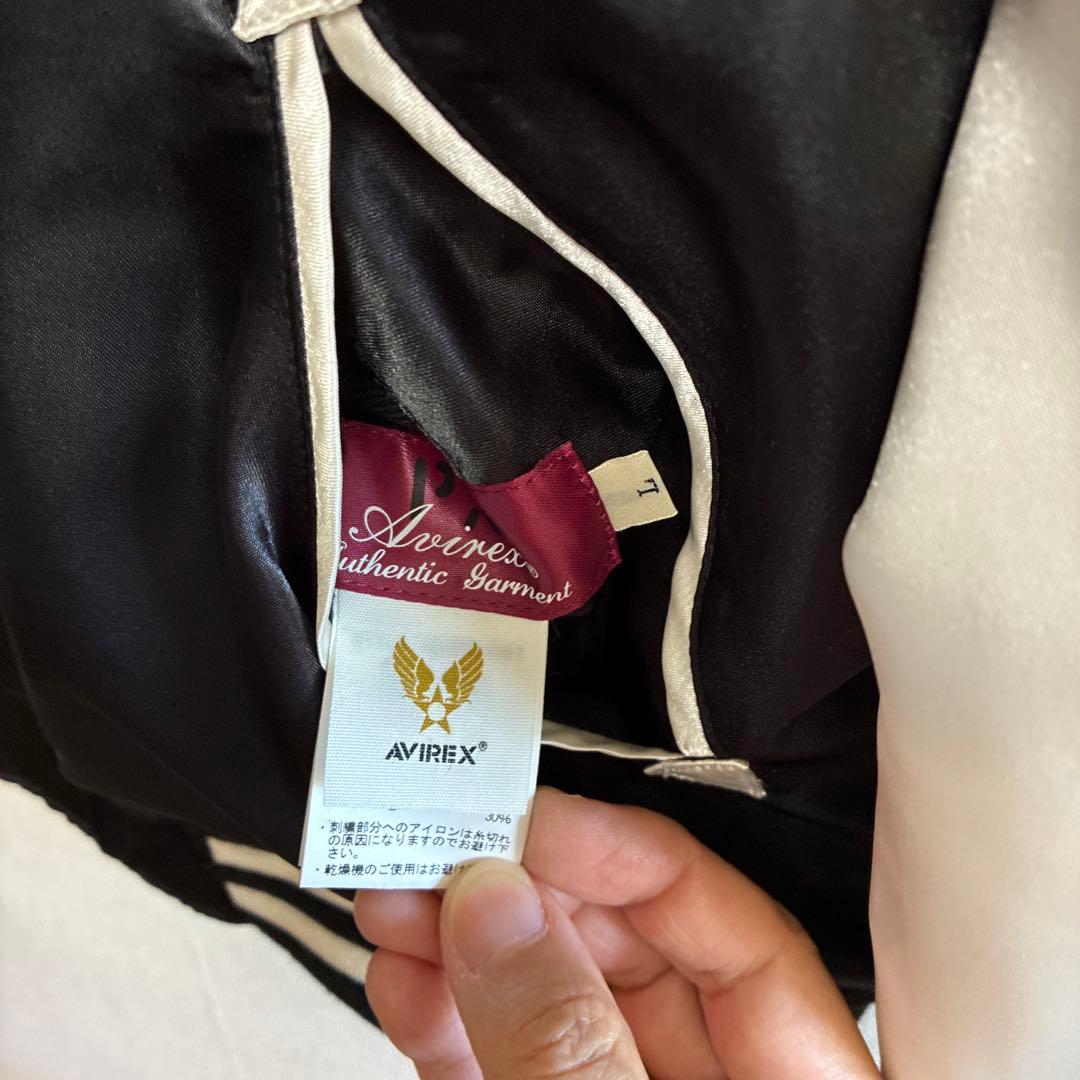 L
Avirex®
Authentic Garment
AVIREX®
30%
・刺繍部分へのアイロンは糸切れ
の原因になりますのでお避け下
さい。
・乾燥機のご使用はお避け